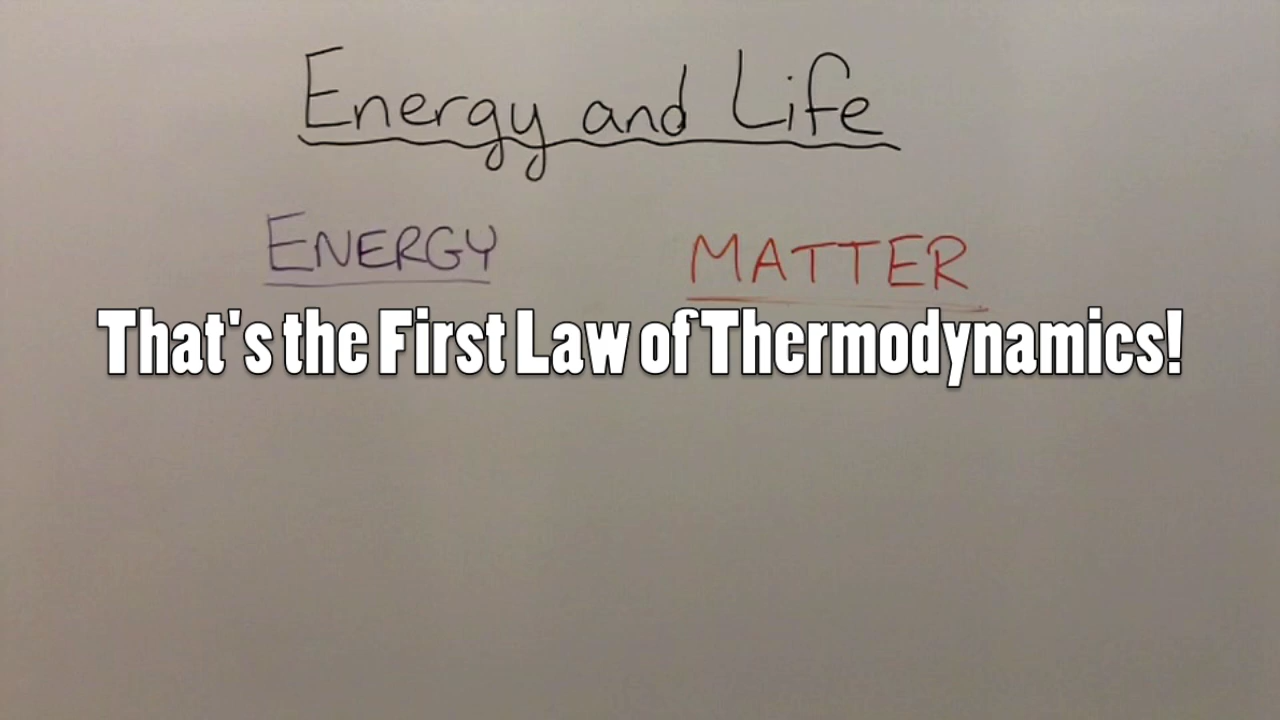 Energy and Life
ENERGY MATTER
That's the First Law of Thermodynamics!